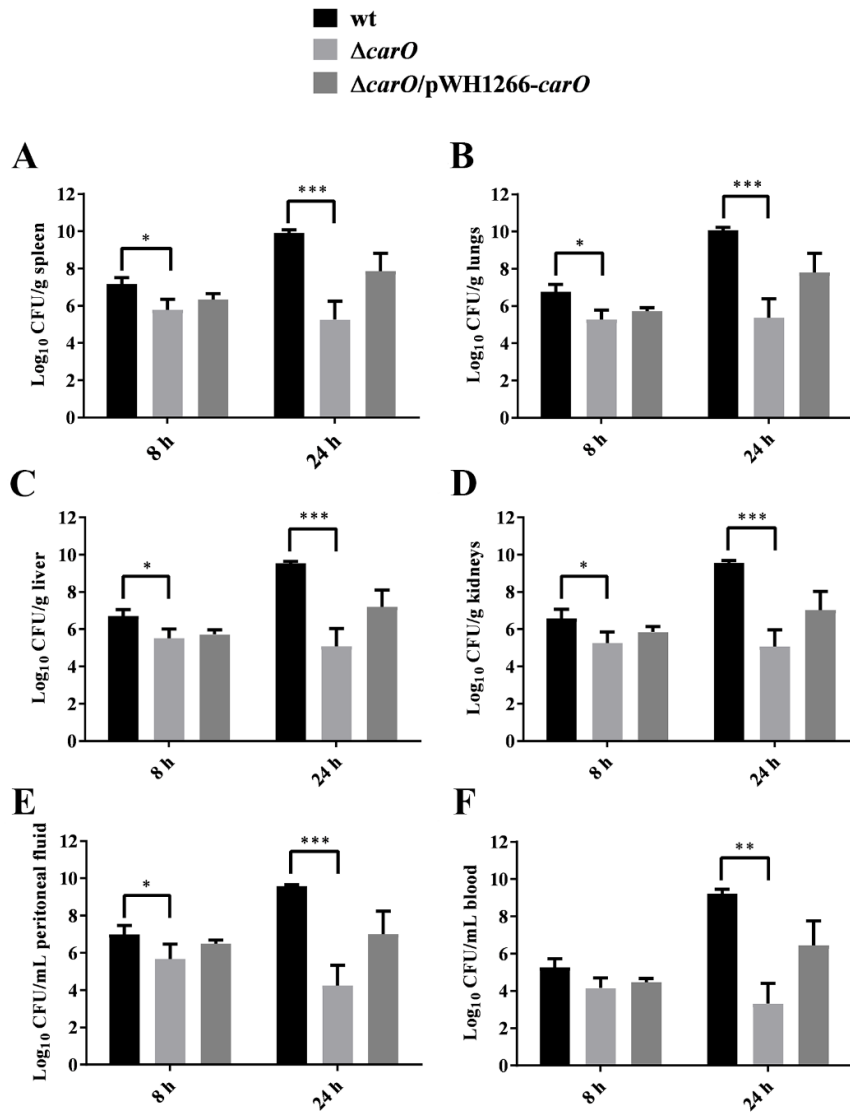 wt
ΔcarO
ΔcarO/pWH1266-carO
A
B
Log10 CFU/g spleen
12
10
8
6
4
2
0
*
***
8 h
24 h
Log10 CFU/g lungs
12
10
8
6
4
2
0
*
***
8 h
24 h
C
D
Log10 CFU/g liver
12
10
8
6
4
2
0
*
***
8 h
24 h
Log10 CFU/g kidneys
12
10
8
6
4
2
0
*
***
8 h
24 h
E
F
Log10 CFU/mL peritoneal fluid
12
10
8
6
4
2
0
*
***
8 h
24 h
Log10 CFU/mL blood
12
10
8
6
4
2
0
**
8 h
24 h